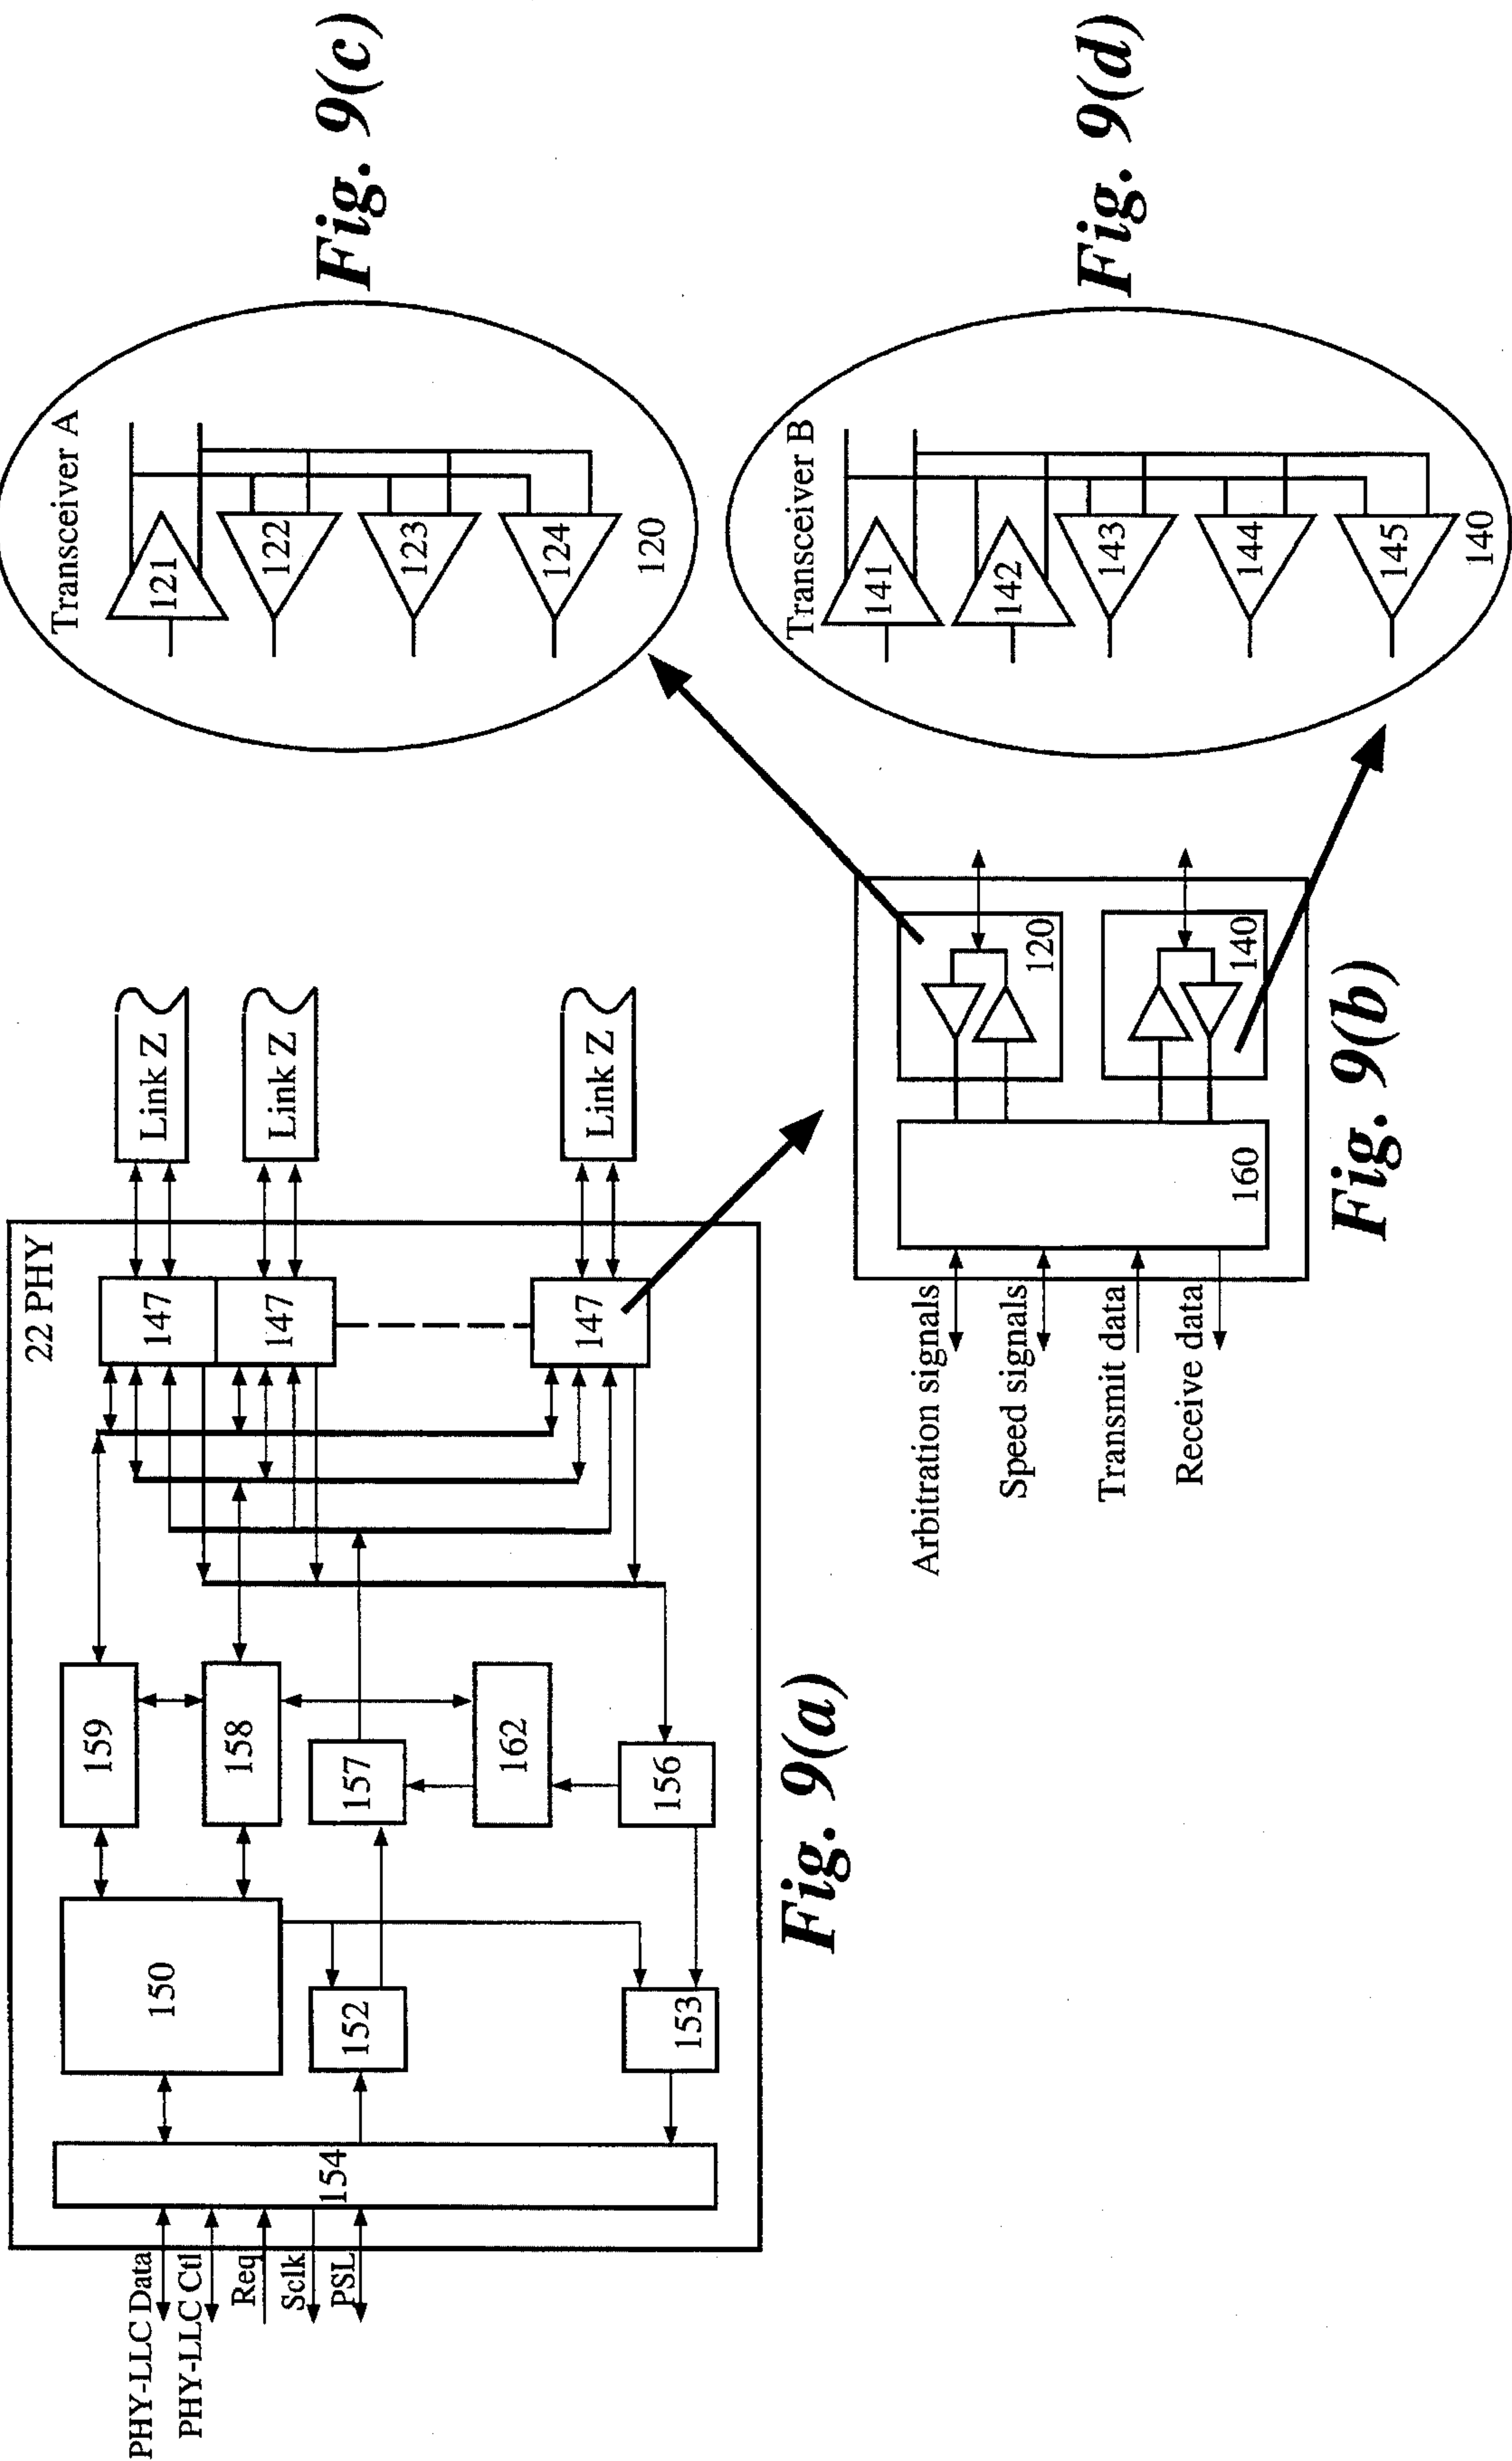 22 PHY
PHY-LLC Data
PHY-LLC Ctl
Req
Sclk
PSL
154
150
152
153
159
158
157
162
156
147
147
147
Link Z
Link Z
Link Z
Fig. 9(a)
Arbitration signals
Speed signals
Transmit data
Receive data
160
120
140
Fig. 9(b)
Transceiver A
121
122
123
124
120
Fig. 9(c)
Transceiver B
141
142
143
144
145
140
Fig. 9(d)